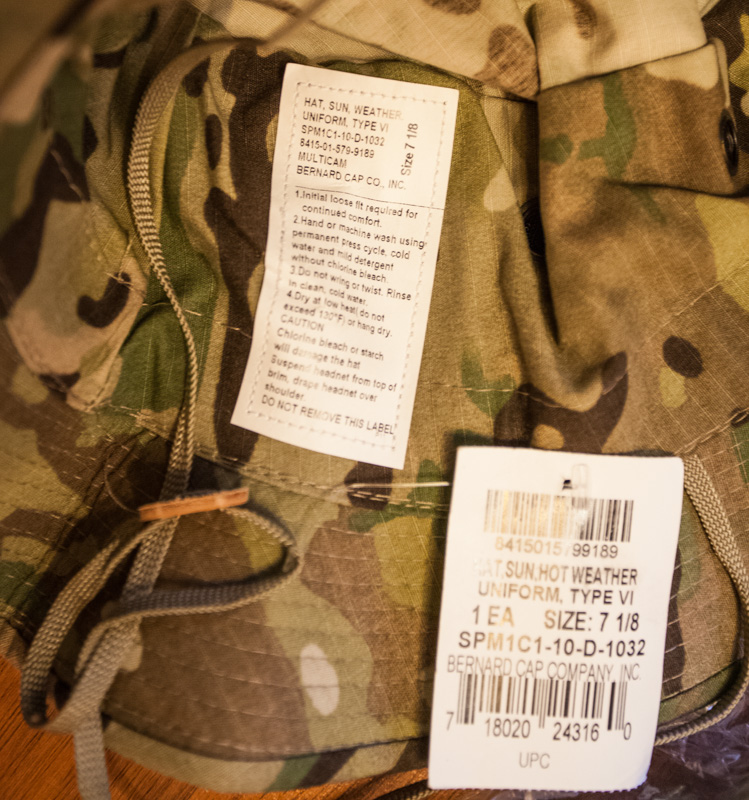 HAT, SUN, WEATHER
UNIFORM, TYPE VI
SPM1C1-10-D-1032
8415-01-579-9189
MULTICAM
BERNARD CAP CO., INC.
Size 7 1/8
1.Initial loose fit required for
continued comfort.
2.Hand or machine wash using
permanent press cycle, cold
water and mild detergent
without chlorine bleach.
3.Do not wring or twist. Rinse
in clean, cold water.
4.Dry at low heat( do not
exceed 130°F) or hang dry.
CAUTION
Chlorine bleach or starch
will damage the hat
Suspend headnet from top of
brim, drape headnet over
shoulder.
DO NOT REMOVE THIS LABEL
8415015 99189
HAT,SUN,HOT WEATHER
UNIFORM, TYPE VI
1 EA SIZE: 7 1/8
SPM1C1-10-D-1032
BERNARD CAP COMPANY, INC.
7 18020 24316 0
UPC